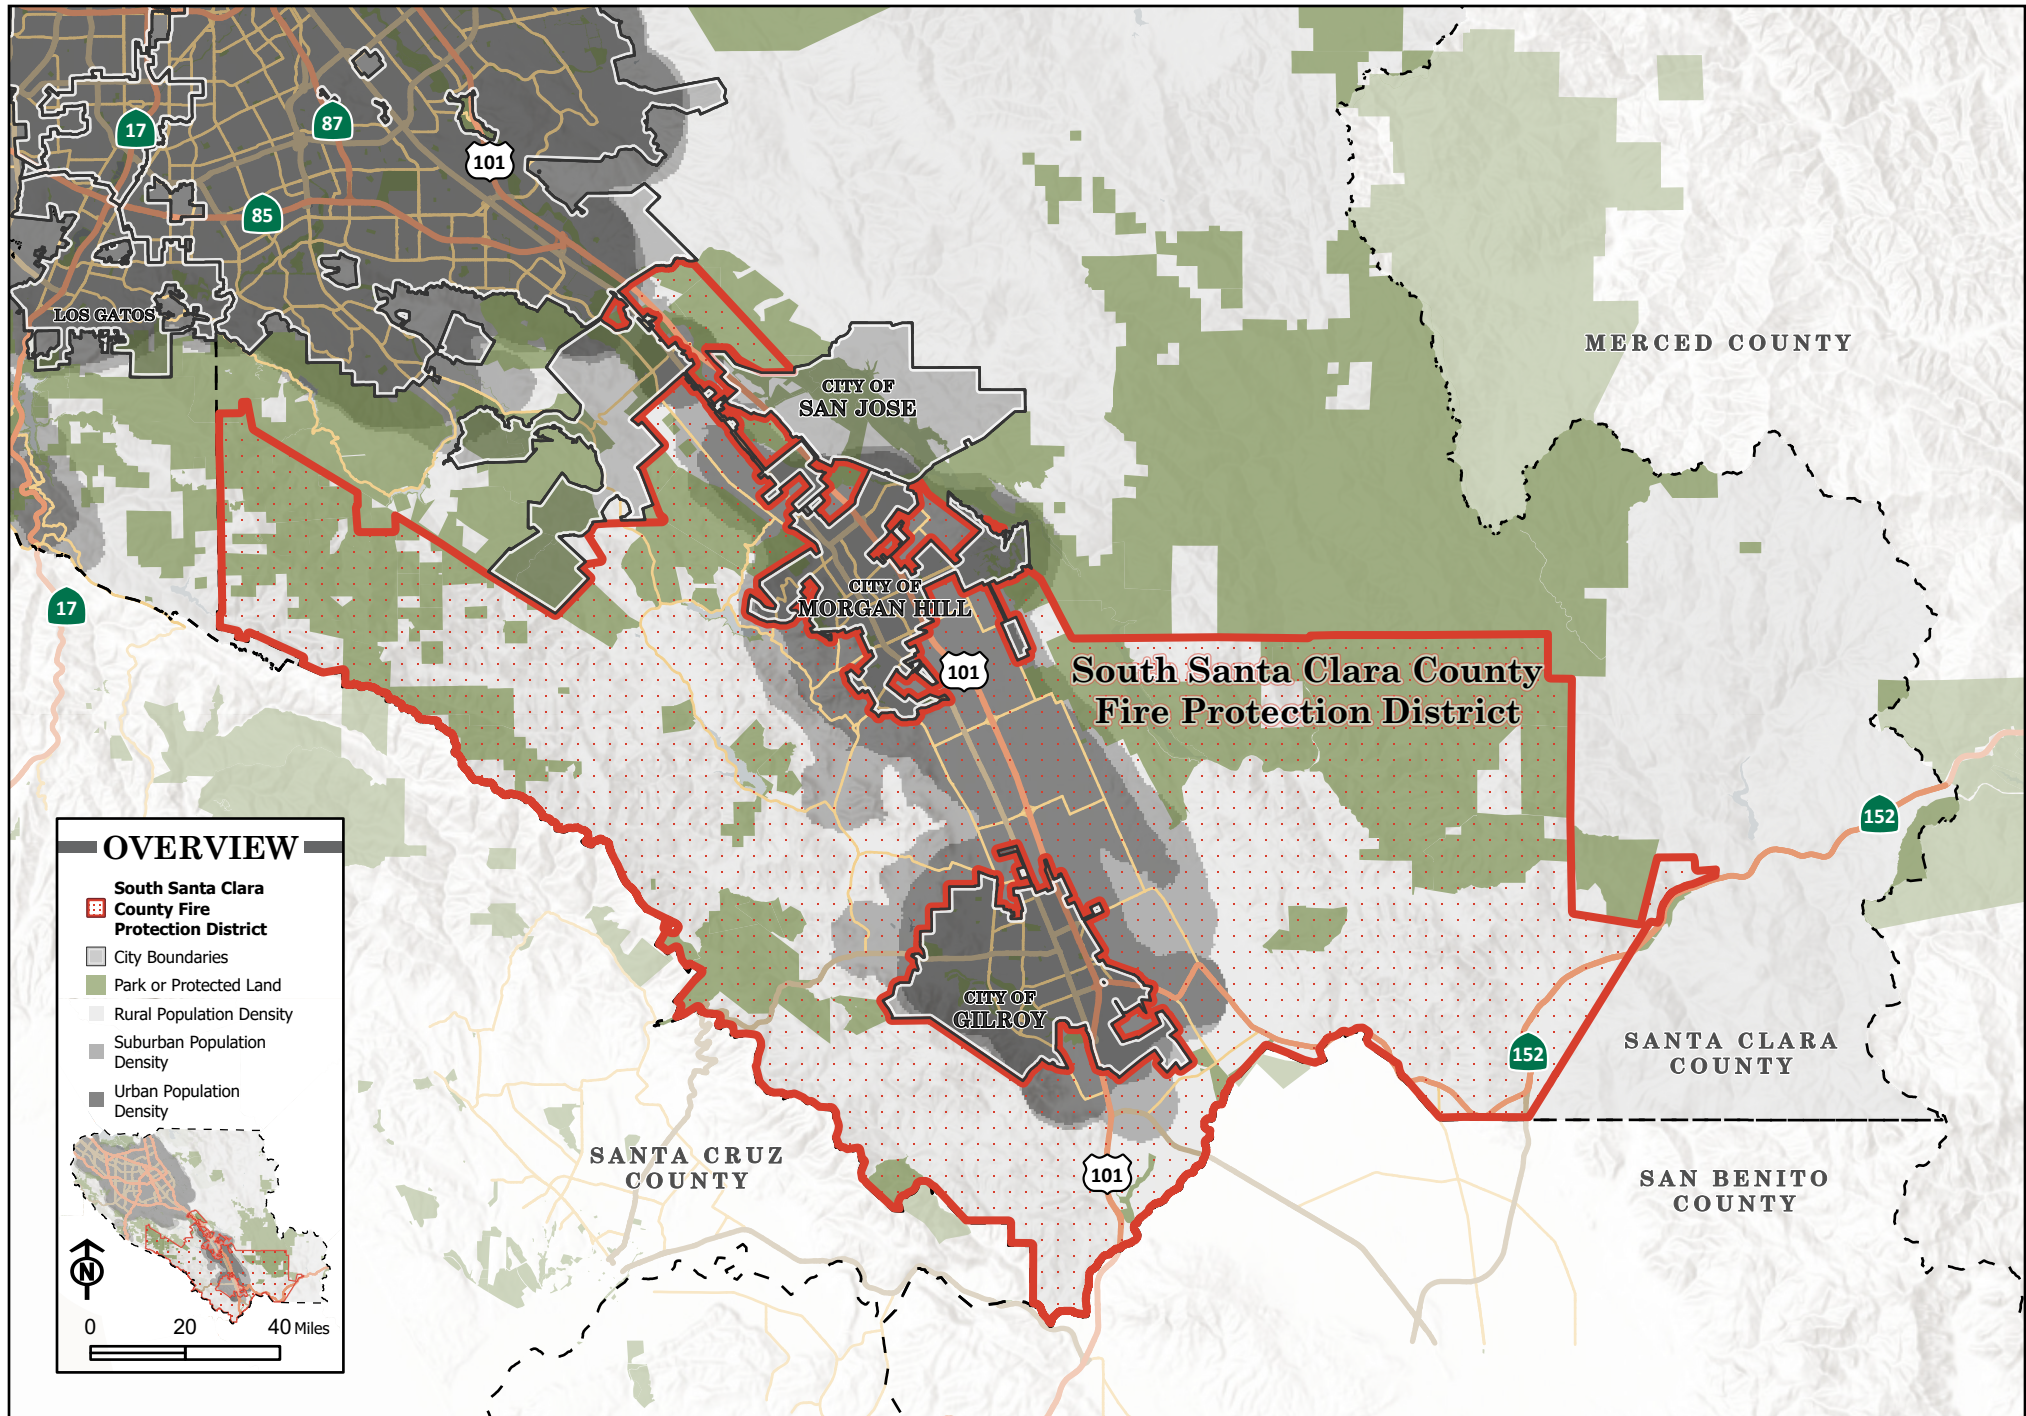 17
87
101
85
LOS GATOS
MERCED COUNTY
CITY OF
SAN JOSE
CITY OF
MORGAN HILL
17
101
South Santa Clara County
Fire Protection District
152
CITY OF
GILROY
152
SANTA CLARA
COUNTY
SANTA CRUZ
COUNTY
101
SAN BENITO
COUNTY
OVERVIEW
South Santa Clara
County Fire
Protection District
City Boundaries
Park or Protected Land
Rural Population Density
Suburban Population
Density
Urban Population
Density
N
0 20 40 Miles